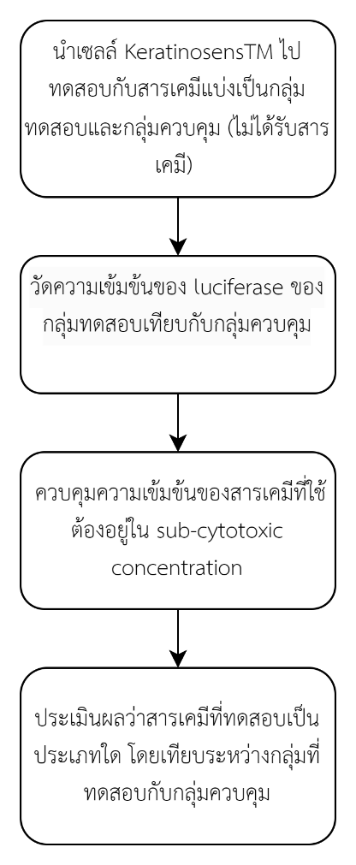 นำเซลล์ KeratinosensTM ไป
ทดสอบกับสารเคมีแบ่งเป็นกลุ่ม
ทดสอบและกลุ่มควบคุม (ไม่ได้รับสาร
เคมี)
วัดความเข้มข้นของ luciferase ของ
กลุ่มทดสอบเทียบกับกลุ่มควบคุม
ควบคุมความเข้มข้นของสารเคมีที่ใช้
ต้องอยู่ใน sub-cytotoxic
concentration
ประเมินผลว่าสารเคมีที่ทดสอบเป็น
ประเภทใด โดยเทียบระหว่างกลุ่มที่
ทดสอบกับกลุ่มควบคุม